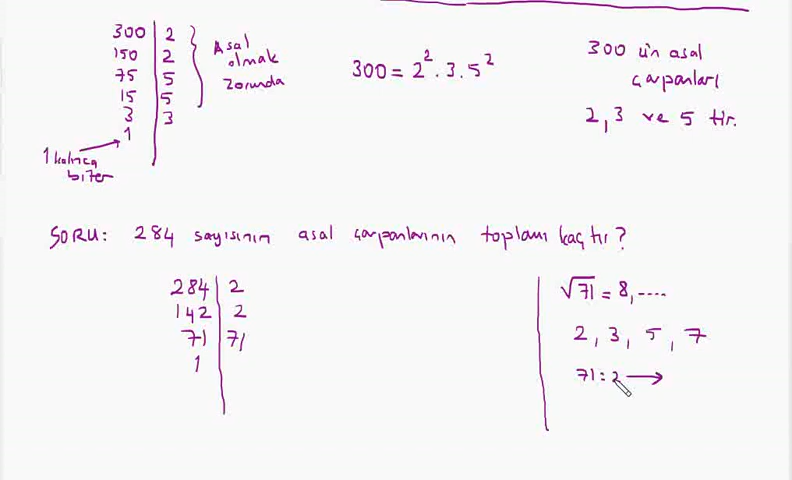 300 | 2
150 | 2
75 | 5
15 | 5
3 | 3
1
Asal
olmak
zorunda
1 kalınca
biter
300 = 2². 3. 5²
300 ün asal
çarpanları
2, 3 ve 5 tir.
SORU: 284 sayısının asal çarpanlarının toplamı kaçtır?
284 | 2
142 | 2
71 | 71
1
√71 = 8,....
2, 3, 5, 7
71:2 →